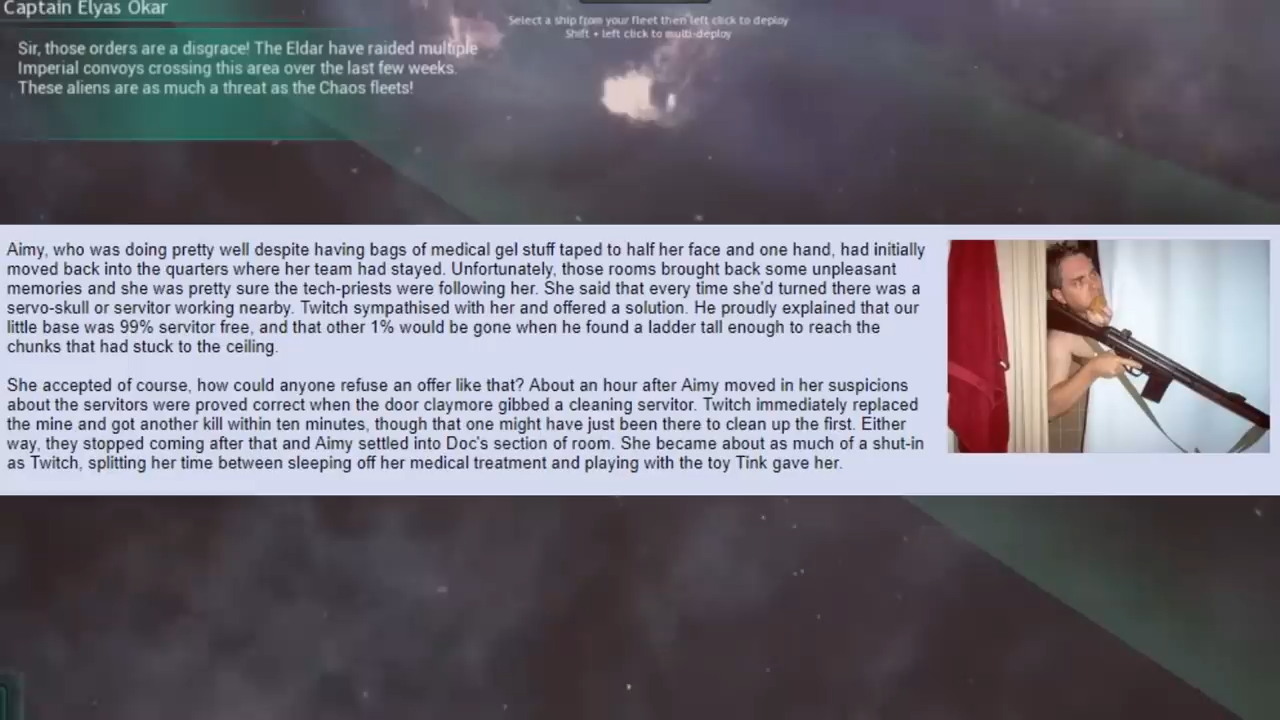 Captain Elyas Okar
Select a ship from your fleet then left click to deploy
Shift + left click to multi-deploy
Sir, those orders are a disgrace! The Eldar have raided multiple
Imperial convoys crossing this area over the last few weeks.
These aliens are as much a threat as the Chaos fleets!
Aimy, who was doing pretty well despite having bags of medical gel stuff taped to half her face and one hand, had initially
moved back into the quarters where her team had stayed. Unfortunately, those rooms brought back some unpleasant
memories and she was pretty sure the tech-priests were following her. She said that every time she'd turned there was a
servo-skull or servitor working nearby. Twitch sympathised with her and offered a solution. He proudly explained that our
little base was 99% servitor free, and that other 1% would be gone when he found a ladder tall enough to reach the
chunks that had stuck to the ceiling.
She accepted of course, how could anyone refuse an offer like that? About an hour after Aimy moved in her suspicions
about the servitors were proved correct when the door claymore gibbed a cleaning servitor. Twitch immediately replaced
the mine and got another kill within ten minutes, though that one might have just been there to clean up the first. Either
way, they stopped coming after that and Aimy settled into Doc's section of room. She became about as much of a shut-in
as Twitch, splitting her time between sleeping off her medical treatment and playing with the toy Tink gave her.